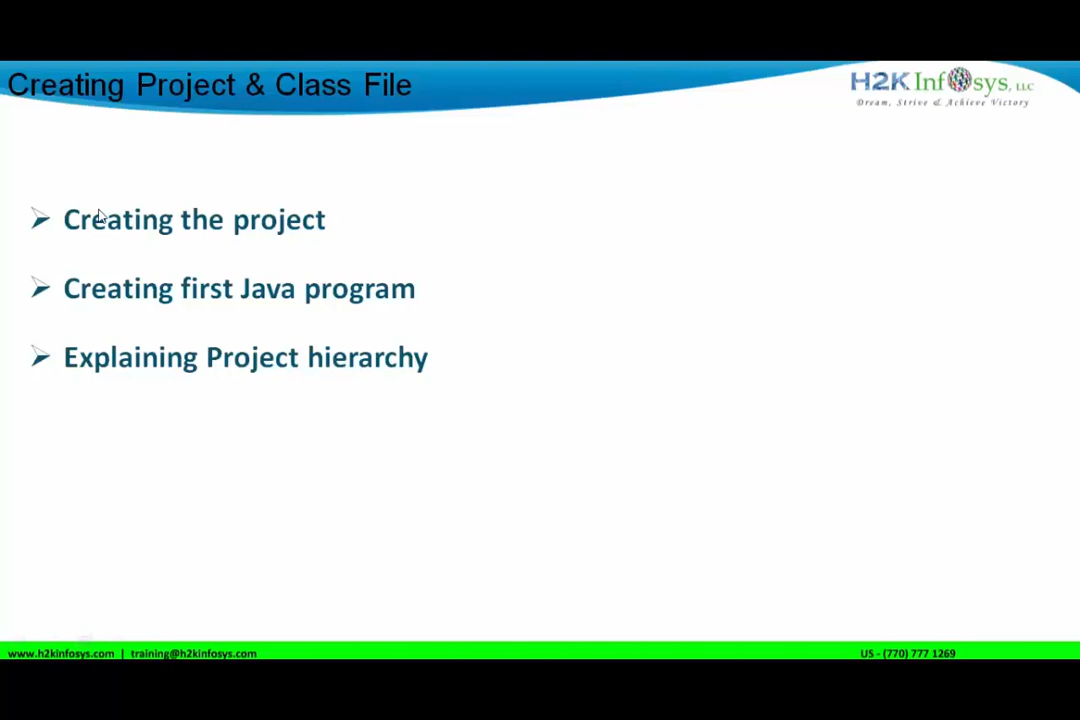 Creating Project & Class File
H2K Infosys, LLC
Dream, Strive & Achieve Victory
Creating the project
Creating first Java program
Explaining Project hierarchy
www.h2kinfosys.com | training@h2kinfosys.com
US - (770) 777 1269